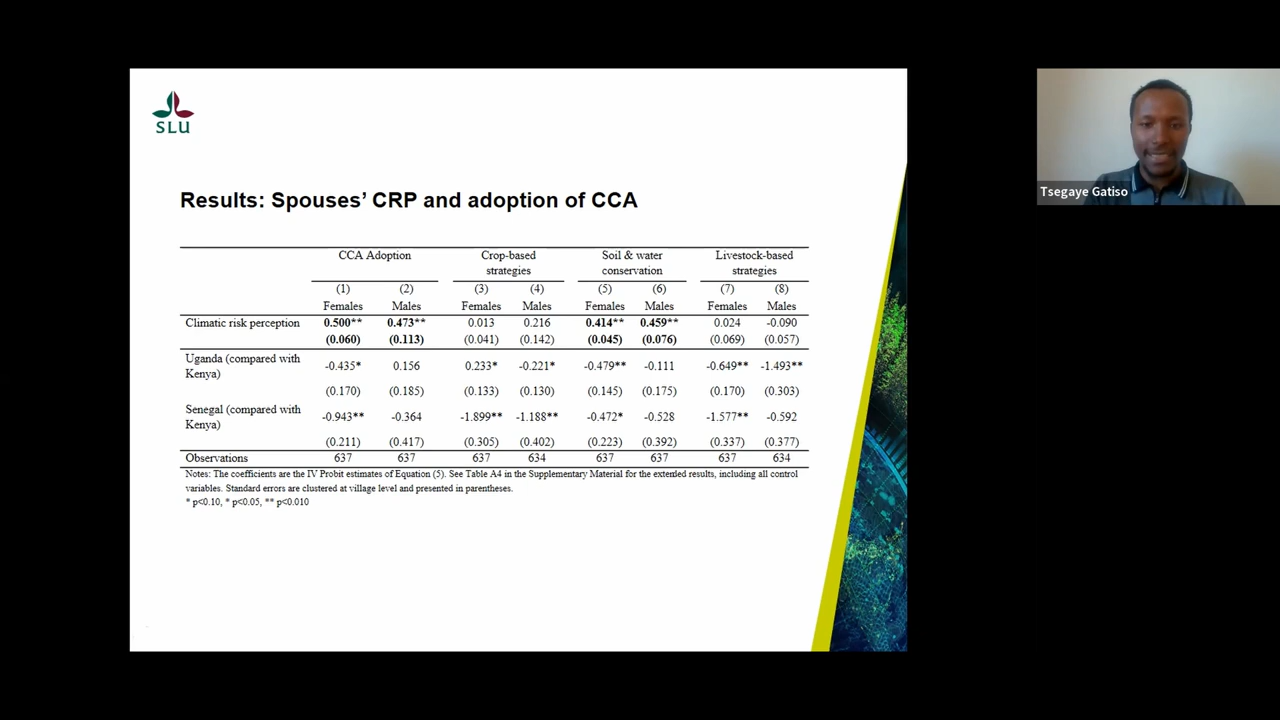 SLU
Results: Spouses' CRP and adoption of CCA
CCA Adoption Crop-based strategies Soil & water conservation Livestock-based strategies
(1) (2) (3) (4) (5) (6) (7) (8)
Females Males Females Males Females Males Females Males
Climatic risk perception 0.500** 0.473** 0.013 0.216 0.414** 0.459** 0.024 -0.090
(0.060) (0.113) (0.041) (0.142) (0.045) (0.076) (0.069) (0.057)
Uganda (compared with Kenya) -0.435* 0.156 0.233* -0.221* -0.479** -0.111 -0.649** -1.493**
(0.170) (0.185) (0.133) (0.130) (0.145) (0.175) (0.170) (0.303)
Senegal (compared with Kenya) -0.943** -0.364 -1.899** -1.188** -0.472* -0.528 -1.577** -0.592
(0.211) (0.417) (0.305) (0.402) (0.223) (0.392) (0.337) (0.377)
Observations 637 637 637 634 637 637 637 634
Notes: The coefficients are the IV Probit estimates of Equation (5). See Table A4 in the Supplementary Material for the extended results, including all control
variables. Standard errors are clustered at village level and presented in parentheses.
* p<0.10, * p<0.05, ** p<0.010
Tsegaye Gatiso